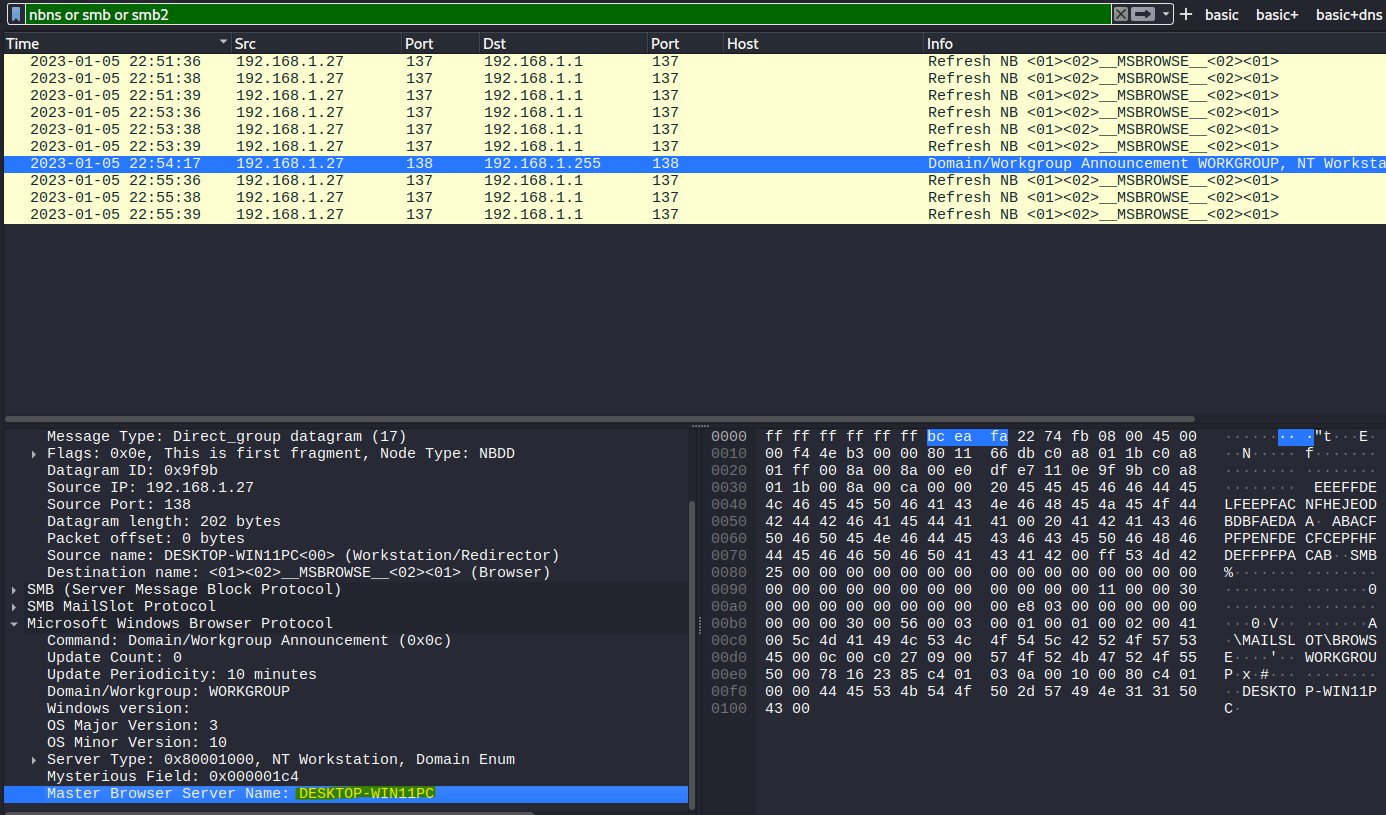 nbns or smb or smb2 basic basic+ basic+dns
Time Src Port Dst Port Host Info
2023-01-05 22:51:36 192.168.1.27 137 192.168.1.1 137 Refresh NB <01><02>__MSBROWSE__<02><01>
2023-01-05 22:51:38 192.168.1.27 137 192.168.1.1 137 Refresh NB <01><02>__MSBROWSE__<02><01>
2023-01-05 22:51:39 192.168.1.27 137 192.168.1.1 137 Refresh NB <01><02>__MSBROWSE__<02><01>
2023-01-05 22:53:36 192.168.1.27 137 192.168.1.1 137 Refresh NB <01><02>__MSBROWSE__<02><01>
2023-01-05 22:53:38 192.168.1.27 137 192.168.1.1 137 Refresh NB <01><02>__MSBROWSE__<02><01>
2023-01-05 22:53:39 192.168.1.27 137 192.168.1.1 137 Refresh NB <01><02>__MSBROWSE__<02><01>
2023-01-05 22:54:17 192.168.1.27 138 192.168.1.255 138 Domain/Workgroup Announcement WORKGROUP, NT Worksta
2023-01-05 22:55:36 192.168.1.27 137 192.168.1.1 137 Refresh NB <01><02>__MSBROWSE__<02><01>
2023-01-05 22:55:38 192.168.1.27 137 192.168.1.1 137 Refresh NB <01><02>__MSBROWSE__<02><01>
2023-01-05 22:55:39 192.168.1.27 137 192.168.1.1 137 Refresh NB <01><02>__MSBROWSE__<02><01>
Message Type: Direct_group datagram (17)
Flags: 0x0e, This is first fragment, Node Type: NBDD
Datagram ID: 0x9f9b
Source IP: 192.168.1.27
Source Port: 138
Datagram length: 202 bytes
Packet offset: 0 bytes
Source name: DESKTOP-WIN11PC<00> (Workstation/Redirector)
Destination name: <01><02>__MSBROWSE__<02><01> (Browser)
SMB (Server Message Block Protocol)
SMB MailSlot Protocol
Microsoft Windows Browser Protocol
Command: Domain/Workgroup Announcement (0x0c)
Update Count: 0
Update Periodicity: 10 minutes
Domain/Workgroup: WORKGROUP
Windows version:
OS Major Version: 3
OS Minor Version: 10
Server Type: 0x80001000, NT Workstation, Domain Enum
Mysterious Field: 0x000001c4
Master Browser Server Name: DESKTOP-WIN11PC
0000 ff ff ff ff ff ff bc ea fa 22 74 fb 08 00 45 00 ·········"t···E·
0010 00 f4 4e b3 00 00 80 11 66 db c0 a8 01 1b c0 a8 ··N·····f·······
0020 01 ff 00 8a 00 8a 00 e0 df e7 11 0e 9f 9b c0 a8 ········ ········
0030 01 1b 00 8a 00 ca 00 00 20 45 45 45 46 46 44 45 ········ EEEFFDE
0040 4c 46 45 45 50 46 41 43 4e 46 48 45 4a 45 4f 44 LFEEPFAC NFHEJEOD
0050 42 44 42 46 41 45 44 41 41 00 20 41 42 41 43 46 BDBFAEDA A· ABACF
0060 50 46 50 45 4e 46 44 45 43 46 43 45 50 46 48 46 PFPENFDE CFCEPFHF
0070 44 45 46 46 50 46 50 41 43 41 42 00 ff 53 4d 42 DEFFPFPA CAB··SMB
0080 25 00 00 00 00 00 00 00 00 00 00 00 00 00 00 00 %······· ········
0090 00 00 00 00 00 00 00 00 00 00 00 00 11 00 00 30 ········ ·······0
00a0 00 00 00 00 00 00 00 00 00 e8 03 00 00 00 00 00 ········ ········
00b0 00 00 00 30 00 56 00 03 00 01 00 01 00 02 00 41 ···0·V·· ·······A
00c0 00 5c 4d 41 49 4c 53 4c 4f 54 5c 42 52 4f 57 53 ·\MAILSL OT\BROWS
00d0 45 00 0c 00 c0 27 09 00 57 4f 52 4b 47 52 4f 55 E····'·· WORKGROU
00e0 50 00 78 16 23 85 c4 01 03 0a 00 10 00 80 c4 01 P·x·#··· ········
00f0 00 00 44 45 53 4b 54 4f 50 2d 57 49 4e 31 31 50 ··DESKTO P-WIN11P
0100 43 00 C·